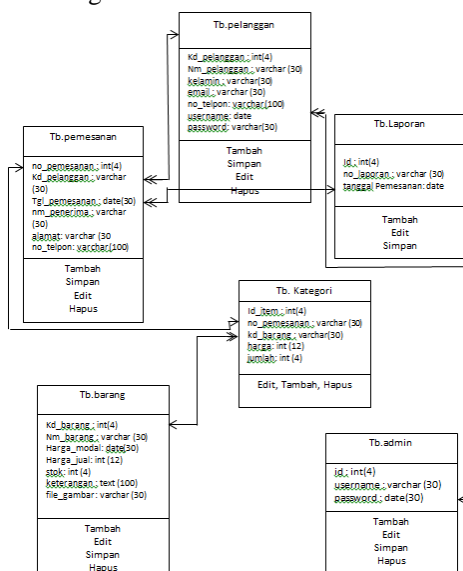 Tb.pelanggan
Kd_pelanggan : int(4)
Nm_pelanggan : varchar (30)
kelamin : varchar(30)
email : varchar (30)
no_telpon: varchar(100)
username: date
password: varchar(30)
Tambah
Simpan
Edit
Hapus
Tb.pemesanan
no_pemesanan : int(4)
Kd_pelanggan : varchar
(30)
Tgl_pemesanan : date(30)
nm_penerima : varchar
(30)
alamat: varchar (30
no_telpon: varchar(100)
Tambah
Simpan
Edit
Hapus
Tb.Laporan
Id : int(4)
no_laporan : varchar (30)
tanggal Pemesanan: date
Tambah
Edit
Simpan
Tb. Kategori
Id_item : int(4)
no_pemesanan : varchar (30)
kd_barang : varchar(30)
harga: int (12)
jumlah: int (4)
Edit, Tambah, Hapus
Tb.barang
Kd_barang : int(4)
Nm_barang : varchar (30)
Harga_modal: date(30)
Harga_jual: int (12)
stok: int (4)
keterangan : text (100)
file_gambar: varchar (30)
Tambah
Edit
Simpan
Hapus
Tb.admin
id : int(4)
username : varchar (30)
password : date(30)
Tambah
Edit
Simpan
Hapus